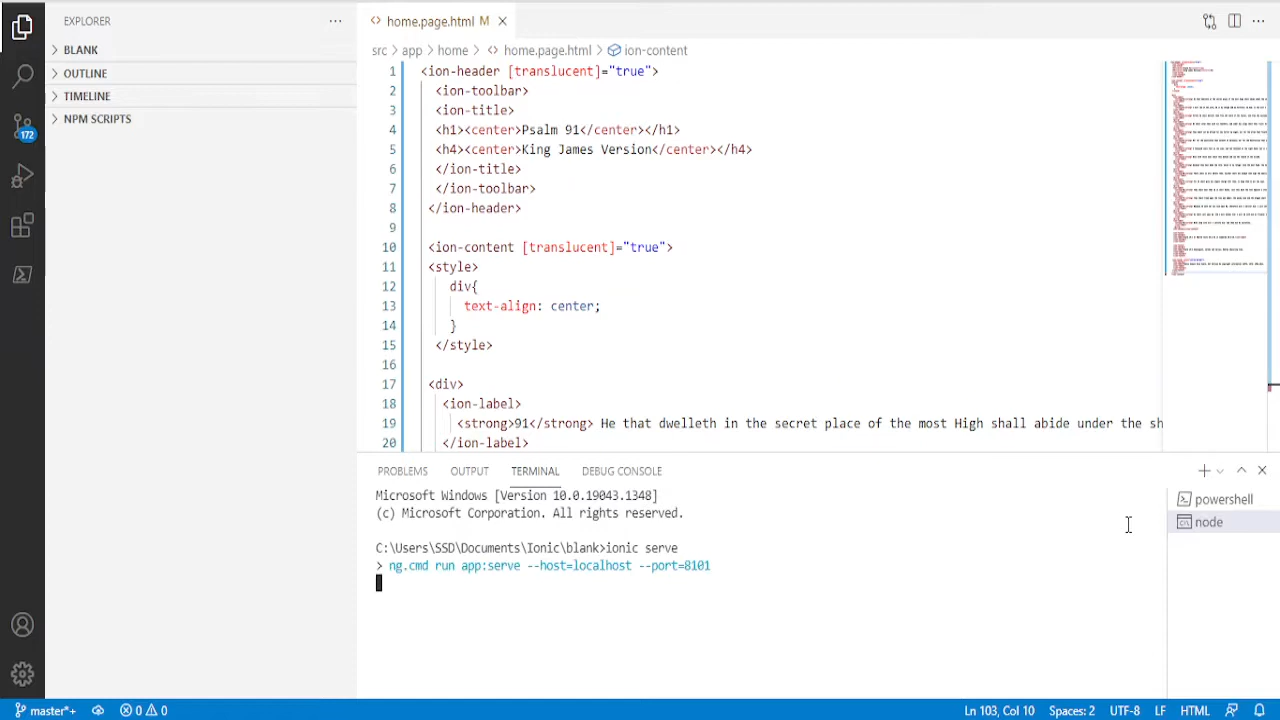 EXPLORER
BLANK
OUTLINE
TIMELINE
NPM SCRIPTS
172
home.page.html M
src > app > home > <> home.page.html > ion-content
1 <ion-header [translucent]="true">
2 <ion-toolbar>
3 <ion-title>
4 <h1><center>Psalm 91</center></h1>
5 <h4><center>King James Version</center></h4>
6 </ion-title>
7 </ion-toolbar>
8 </ion-header>
9
10 <ion-content [translucent]="true">
11 <style>
12 div{
13 text-align: center;
14 }
15 </style>
16
17 <div>
18 <ion-label>
19 <strong>91</strong> He that dwelleth in the secret place of the most High shall abide under the sh
20 </ion-label>
PROBLEMS OUTPUT TERMINAL DEBUG CONSOLE
Microsoft Windows [Version 10.0.19043.1348]
(c) Microsoft Corporation. All rights reserved.
C:\Users\SSD\Documents\Ionic\blank>ionic serve
> ng.cmd run app:serve --host=localhost --port=8101
powershell
node
master*+ 0 0 Ln 103, Col 10 Spaces: 2 UTF-8 LF HTML